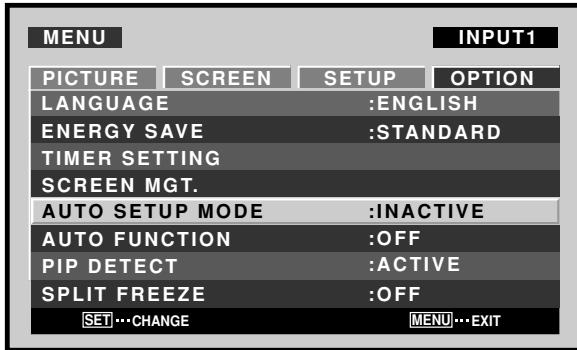 MENU INPUT1
PICTURE SCREEN SETUP OPTION
LANGUAGE :ENGLISH
ENERGY SAVE :STANDARD
TIMER SETTING
SCREEN MGT.
AUTO SETUP MODE :INACTIVE
AUTO FUNCTION :OFF
PIP DETECT :ACTIVE
SPLIT FREEZE :OFF
SET···CHANGE MENU···EXIT